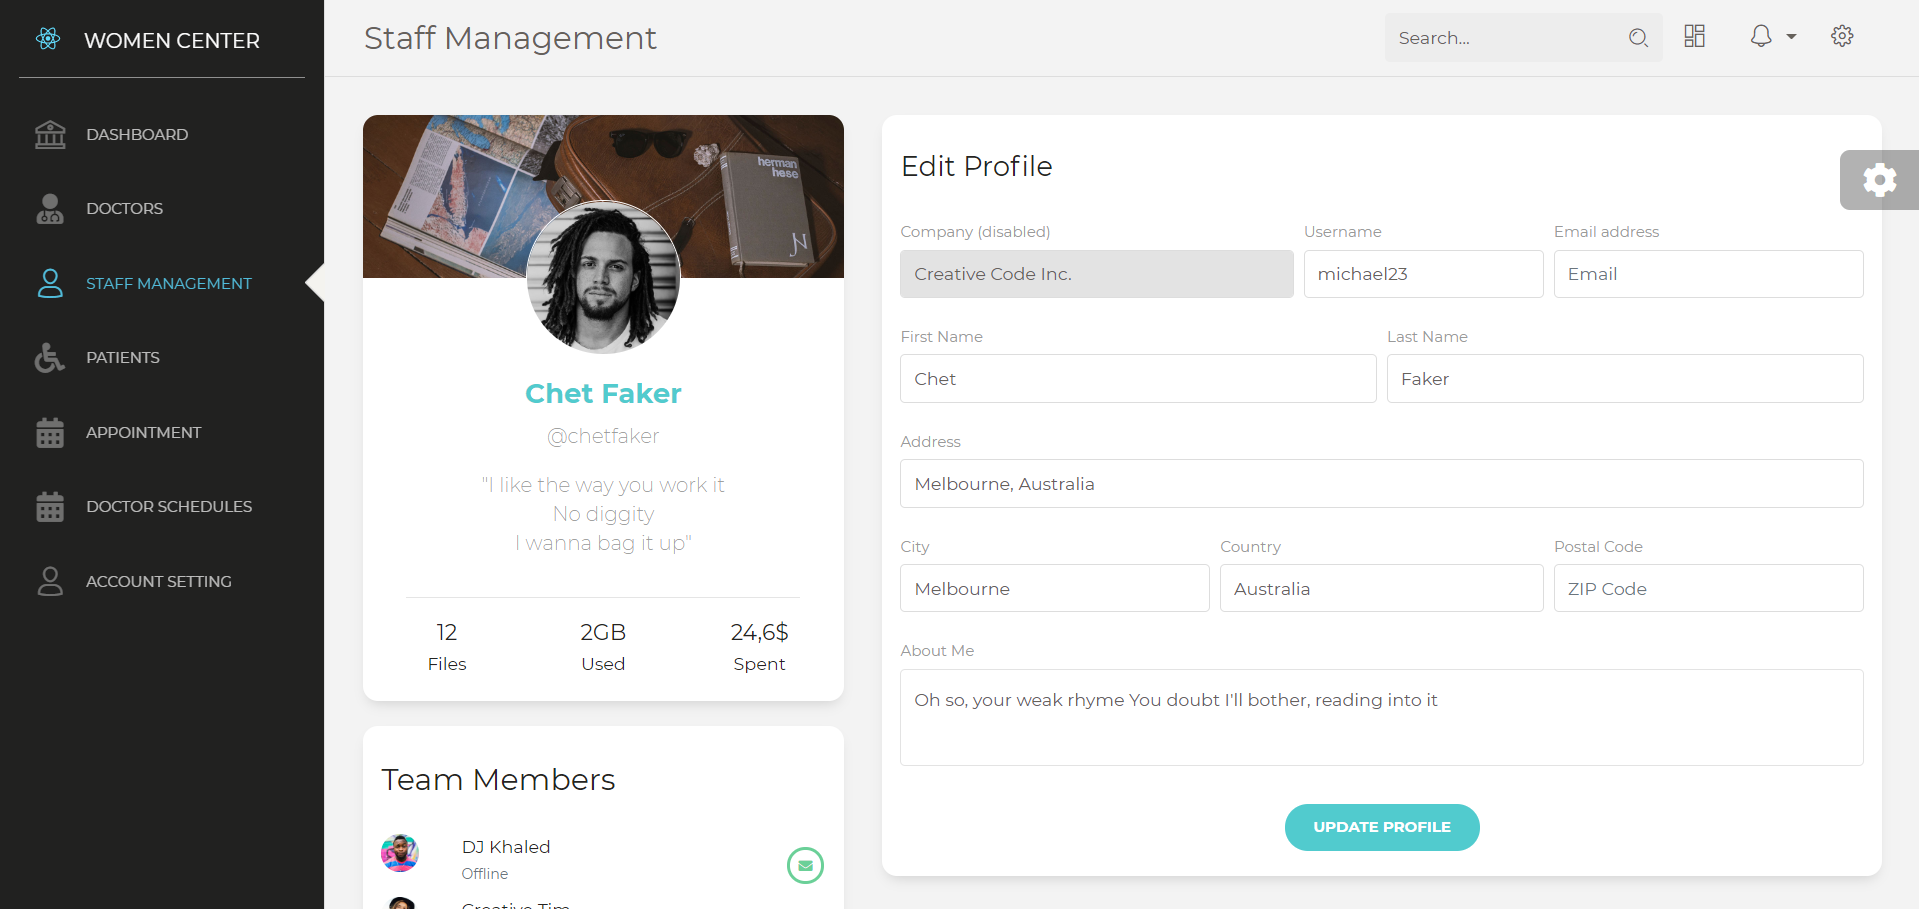 WOMEN CENTER
DASHBOARD
DOCTORS
STAFF MANAGEMENT
PATIENTS
APPOINTMENT
DOCTOR SCHEDULES
ACCOUNT SETTING
Staff Management
Search...
herman
hese
Chet Faker
@chetfaker
"I like the way you work it
No diggity
I wanna bag it up"
12 2GB 24,6$
Files Used Spent
Team Members
DJ Khaled
Offline
Creative Tim
Edit Profile
Company (disabled) Username Email address
Creative Code Inc. michael23 Email
First Name Last Name
Chet Faker
Address
Melbourne, Australia
City Country Postal Code
Melbourne Australia ZIP Code
About Me
Oh so, your weak rhyme You doubt I'll bother, reading into it
UPDATE PROFILE